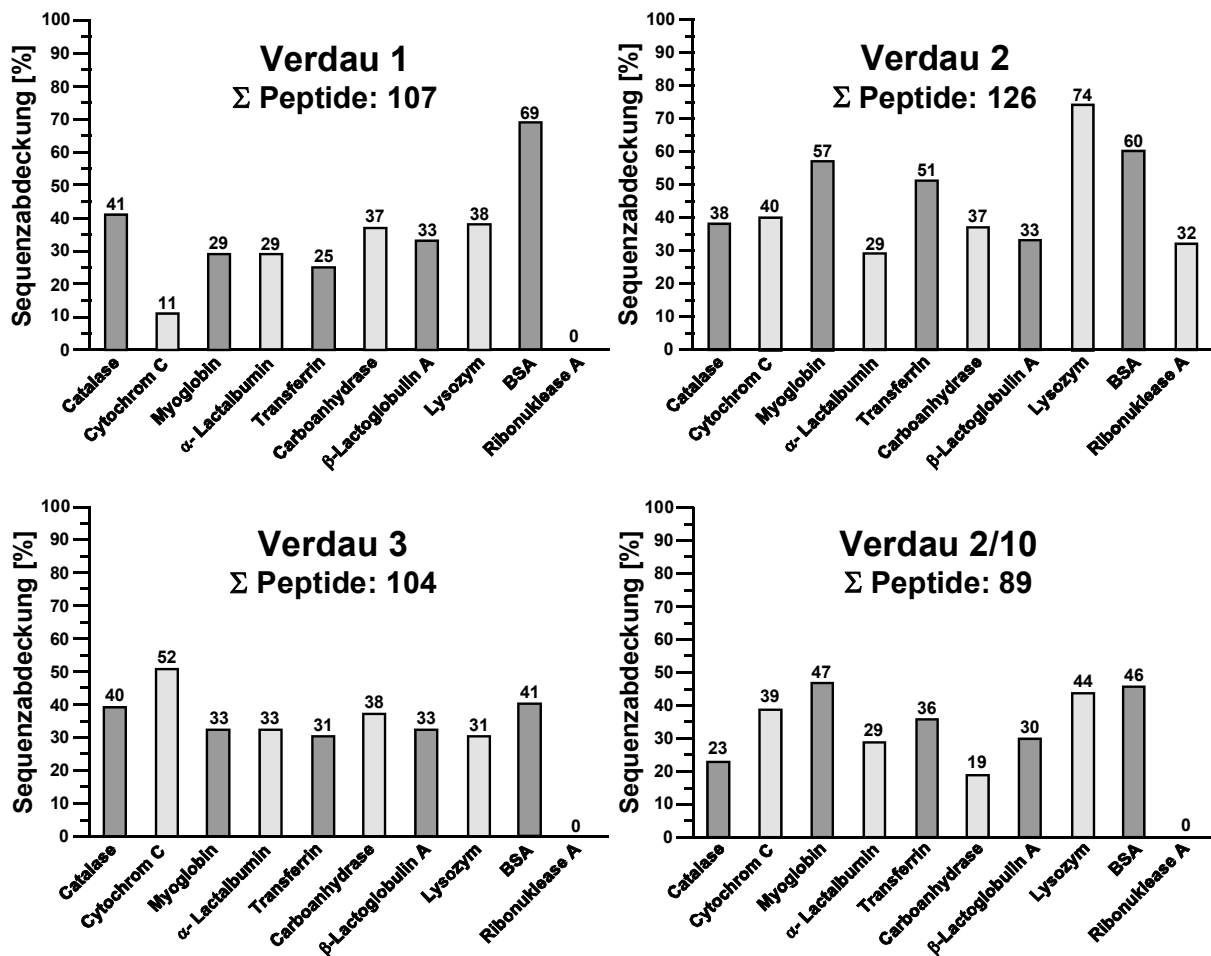 Verdau 1
Σ Peptide: 107
Sequenzabdeckung [%]
100
90
80
70
60
50
40
30
20
10
0
41
11
29
29
25
37
33
38
69
0
Catalase
Cytochrom C
Myoglobin
α- Lactalbumin
Transferrin
Carboanhydrase
β-Lactoglobulin A
Lysozym
BSA
Ribonuklease A
Verdau 2
Σ Peptide: 126
Sequenzabdeckung [%]
100
90
80
70
60
50
40
30
20
10
0
38
40
57
29
51
37
33
74
60
32
Catalase
Cytochrom C
Myoglobin
α- Lactalbumin
Transferrin
Carboanhydrase
β-Lactoglobulin A
Lysozym
BSA
Ribonuklease A
Verdau 3
Σ Peptide: 104
Sequenzabdeckung [%]
100
90
80
70
60
50
40
30
20
10
0
40
52
33
33
31
38
33
31
41
0
Catalase
Cytochrom C
Myoglobin
α- Lactalbumin
Transferrin
Carboanhydrase
β-Lactoglobulin A
Lysozym
BSA
Ribonuklease A
Verdau 2/10
Σ Peptide: 89
Sequenzabdeckung [%]
100
90
80
70
60
50
40
30
20
10
0
23
39
47
29
36
19
30
44
46
0
Catalase
Cytochrom C
Myoglobin
α- Lactalbumin
Transferrin
Carboanhydrase
β-Lactoglobulin A
Lysozym
BSA
Ribonuklease A